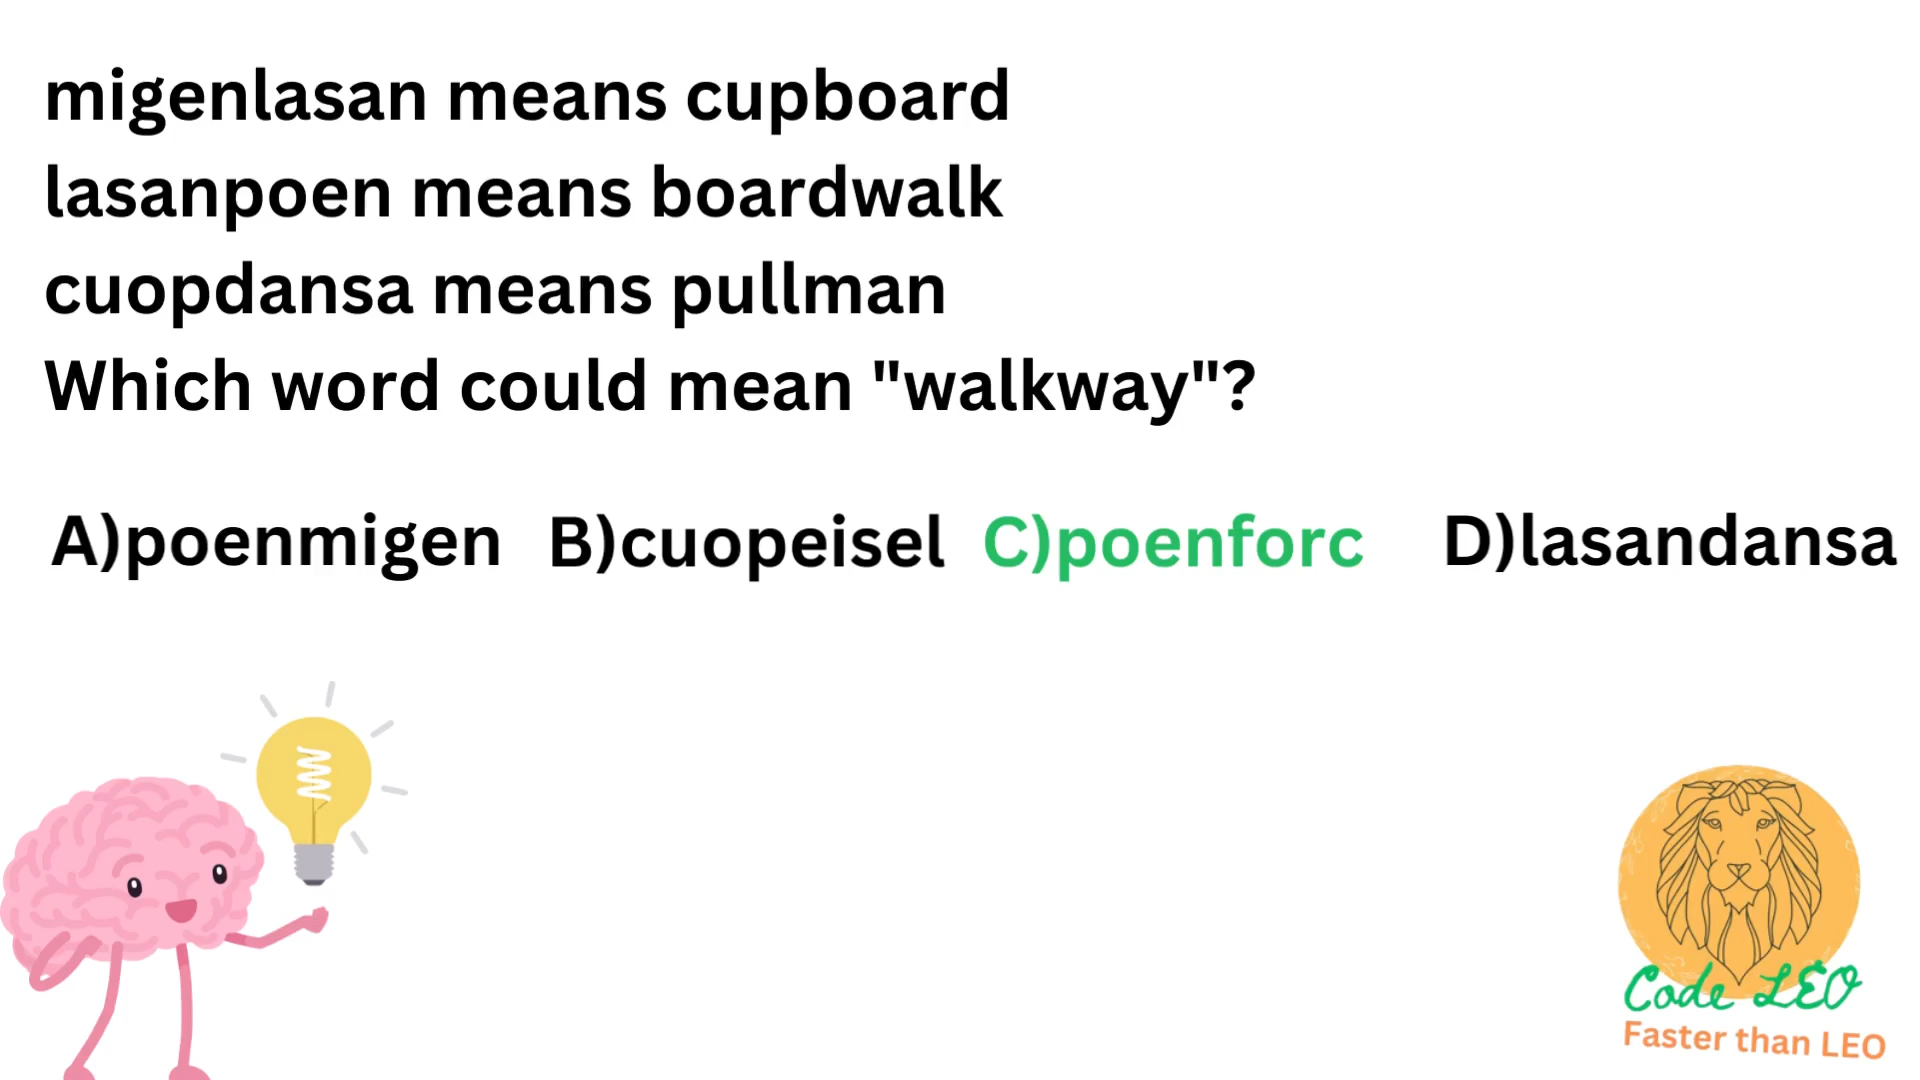 migenlasan means cupboard
lasanpoen means boardwalk
cuopdansa means pullman
Which word could mean "walkway"?
A)poenmigen B)cuopeisel C)poenforc D)lasandansa
Code LEO
Faster than LEO